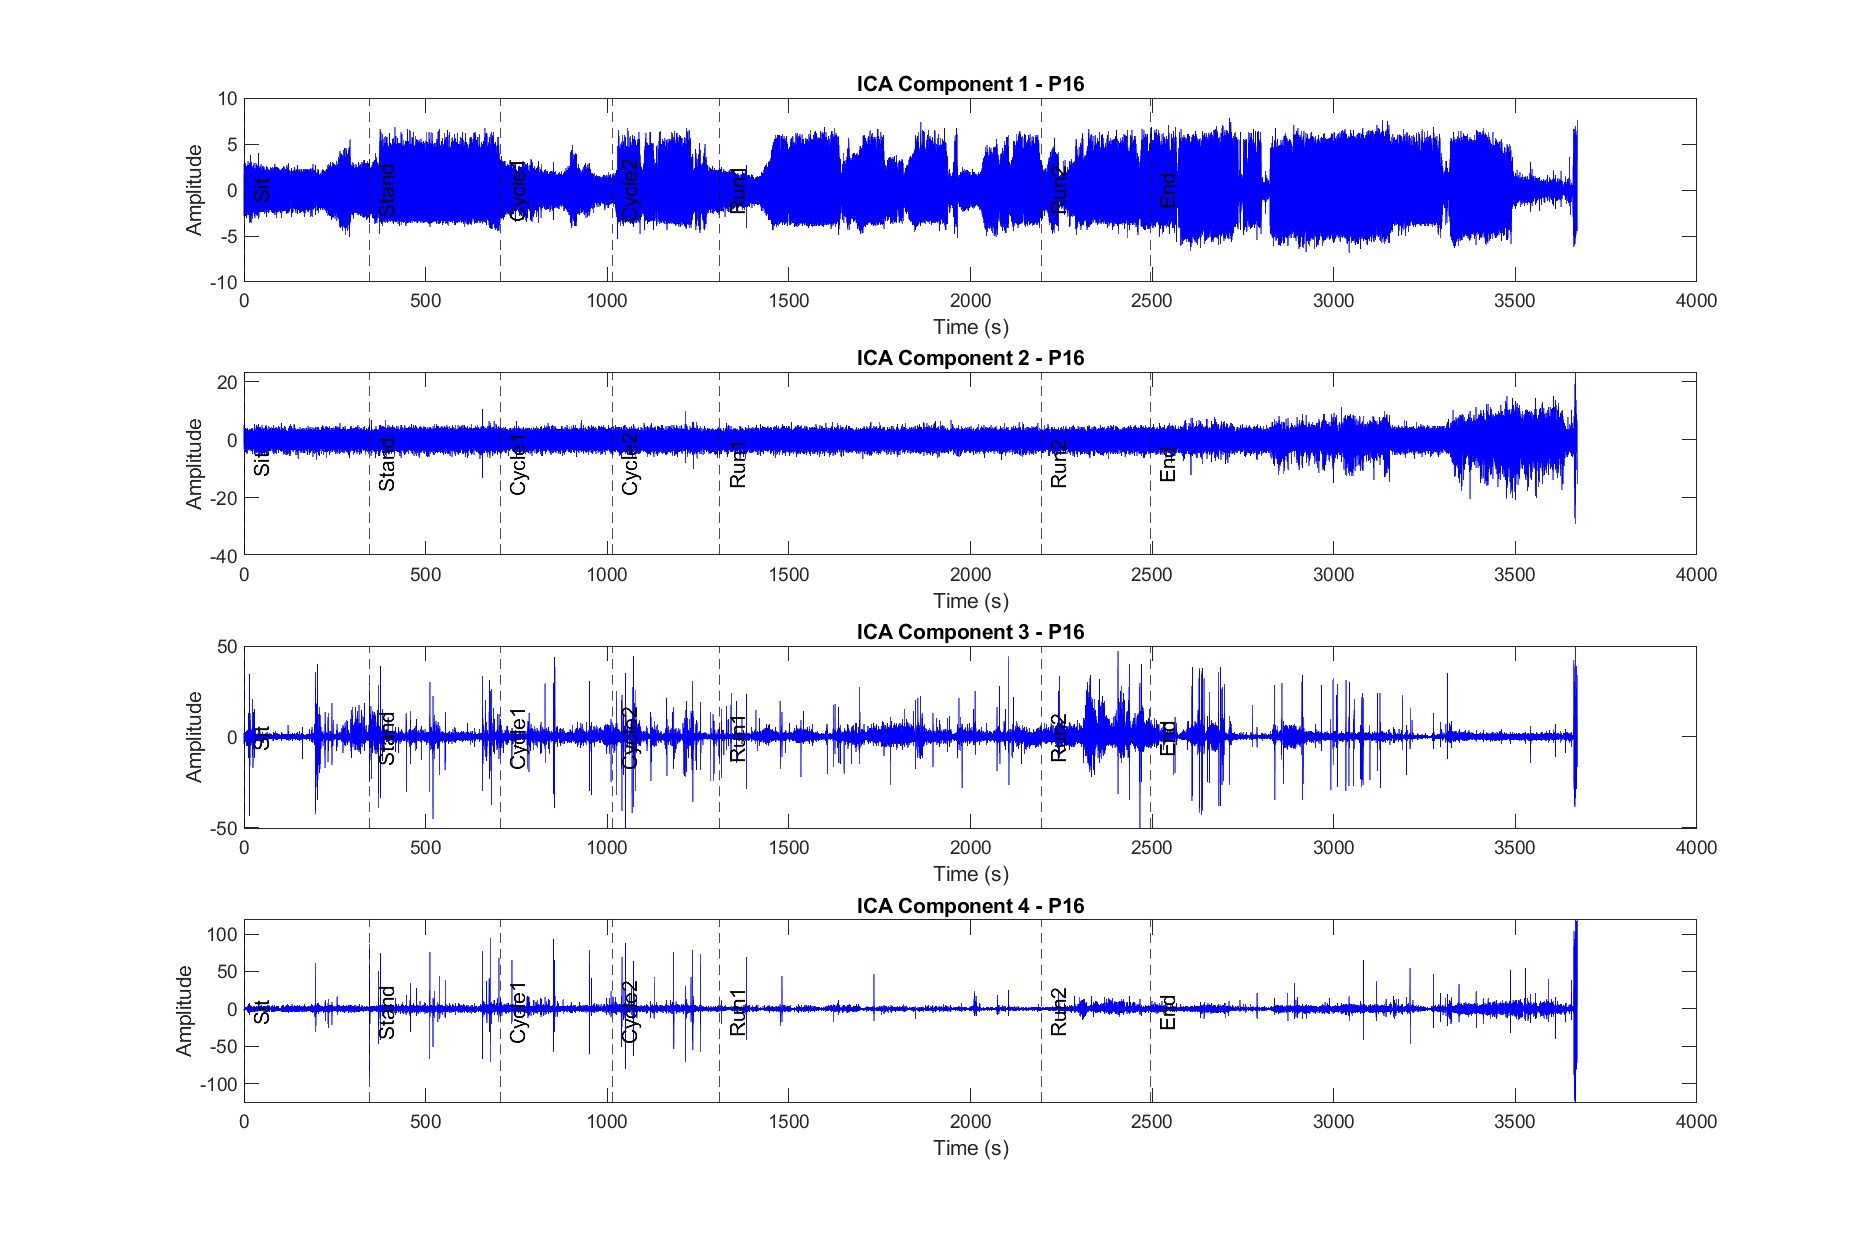 ICA Component 1 - P16
10
5
0
-5
-10
Amplitude
Sit
Stand
Cycle1
Cycle2
Run1
Run2
End
0 500 1000 1500 2000 2500 3000 3500 4000
Time (s)
ICA Component 2 - P16
20
0
-20
-40
Amplitude
Sit
Stand
Cycle1
Cycle2
Run1
Run2
End
0 500 1000 1500 2000 2500 3000 3500 4000
Time (s)
ICA Component 3 - P16
50
0
-50
Amplitude
Sit
Stand
Cycle1
Cycle2
Run1
Run2
End
0 500 1000 1500 2000 2500 3000 3500 4000
Time (s)
ICA Component 4 - P16
100
50
0
-50
-100
Amplitude
Sit
Stand
Cycle1
Cycle2
Run1
Run2
End
0 500 1000 1500 2000 2500 3000 3500 4000
Time (s)